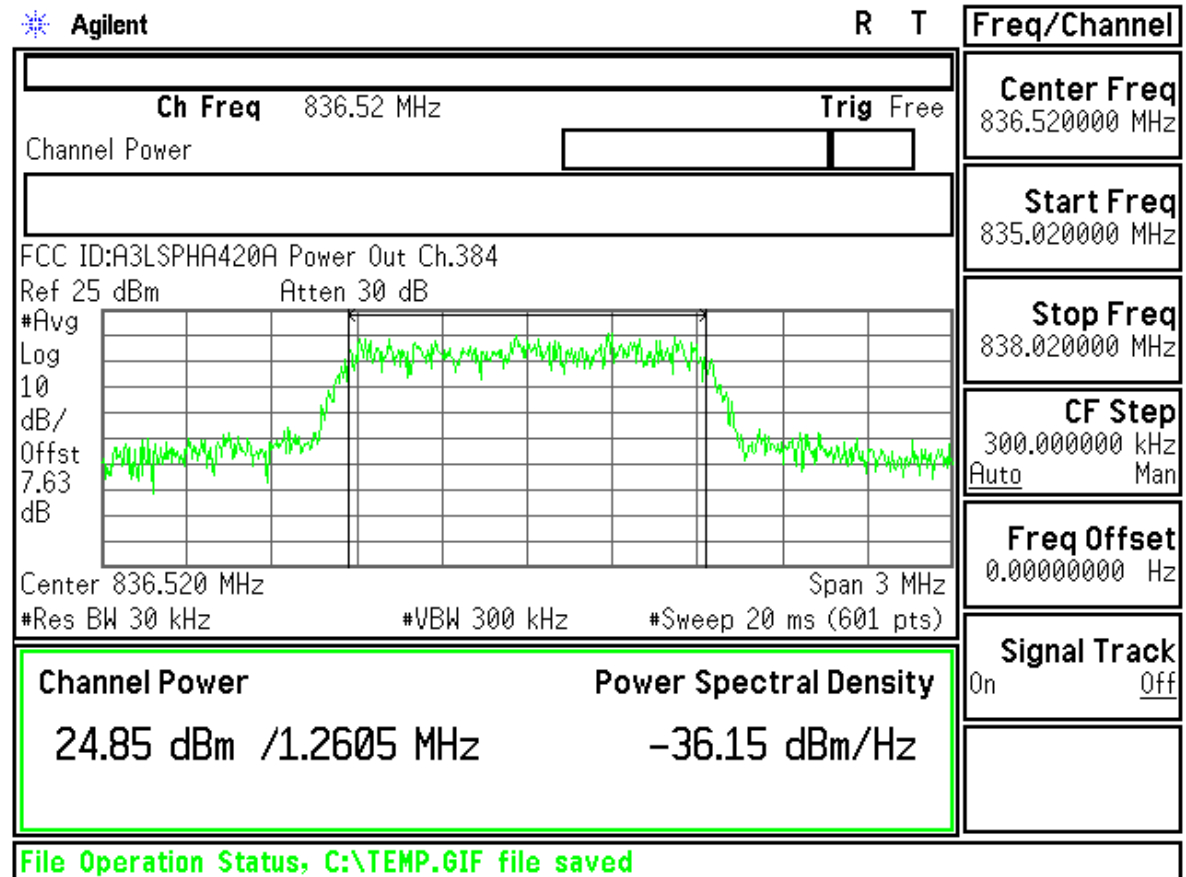 Agilent R T
Ch Freq 836.52 MHz Trig Free
Channel Power
FCC ID:A3LSPHA420A Power Out Ch.384
Ref 25 dBm Atten 30 dB
#Avg
Log
10
dB/
Offst
7.63
dB
Center 836.520 MHz Span 3 MHz
#Res BW 30 kHz #VBW 300 kHz #Sweep 20 ms (601 pts)
Channel Power Power Spectral Density
24.85 dBm /1.2605 MHz -36.15 dBm/Hz
File Operation Status, C:\TEMP.GIF file saved
Freq/Channel
Center Freq
836.520000 MHz
Start Freq
835.020000 MHz
Stop Freq
838.020000 MHz
CF Step
300.000000 kHz
Auto Man
Freq Offset
0.00000000 Hz
Signal Track
On Off